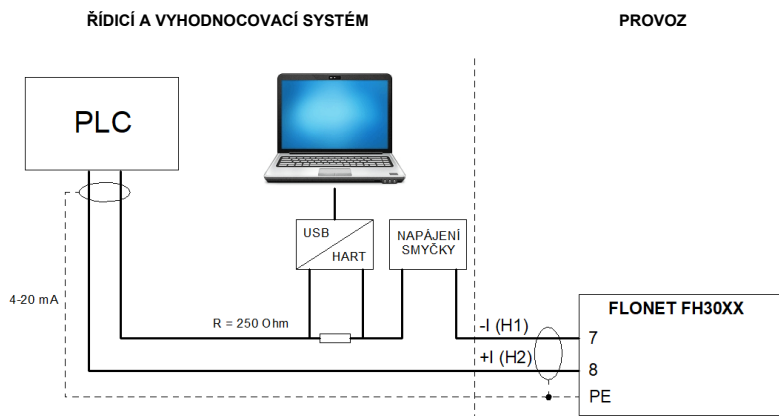 ŘÍDICÍ A VYHODNOCOVACÍ SYSTÉM
PROVOZ
PLC
USB
HART
NAPÁJENÍ
SMYČKY
4-20 mA
R = 250 Ohm
-I (H1)
+I (H2)
FLONET FH30XX
7
8
PE